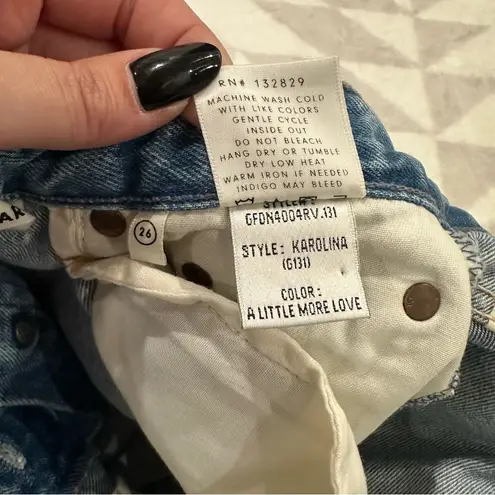 RN# 132829
MACHINE WASH COLD
WITH LIKE COLORS
GENTLE CYCLE
INSIDE OUT
DO NOT BLEACH
HANG DRY OR TUMBLE
DRY LOW HEAT
WARM IRON IF NEEDED
INDIGO MAY BLEED
GFDN4004RV.131
STYLE: KAROLINA
(G131)
COLOR:
A LITTLE MORE LOVE
26